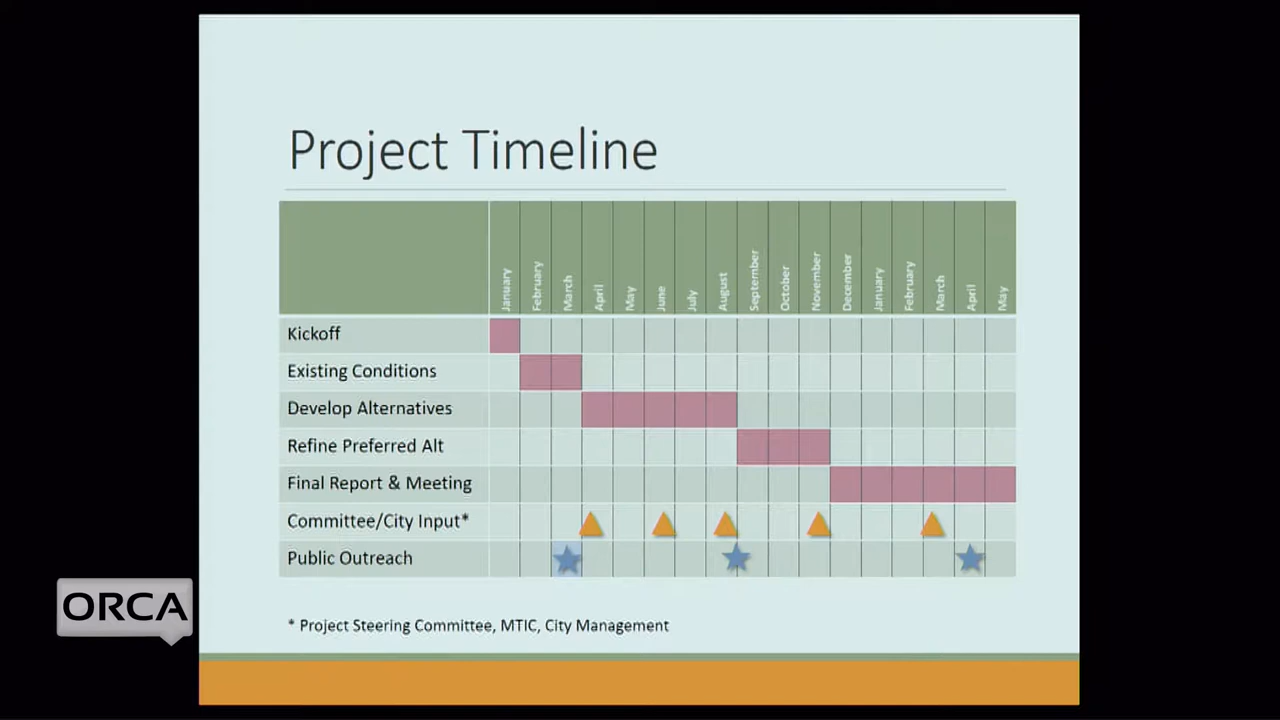 Project Timeline
January February March April May June July August September October November December January February March April May
Kickoff
Existing Conditions
Develop Alternatives
Refine Preferred Alt
Final Report & Meeting
Committee/City Input*
Public Outreach
ORCA
* Project Steering Committee, MTIC, City Management